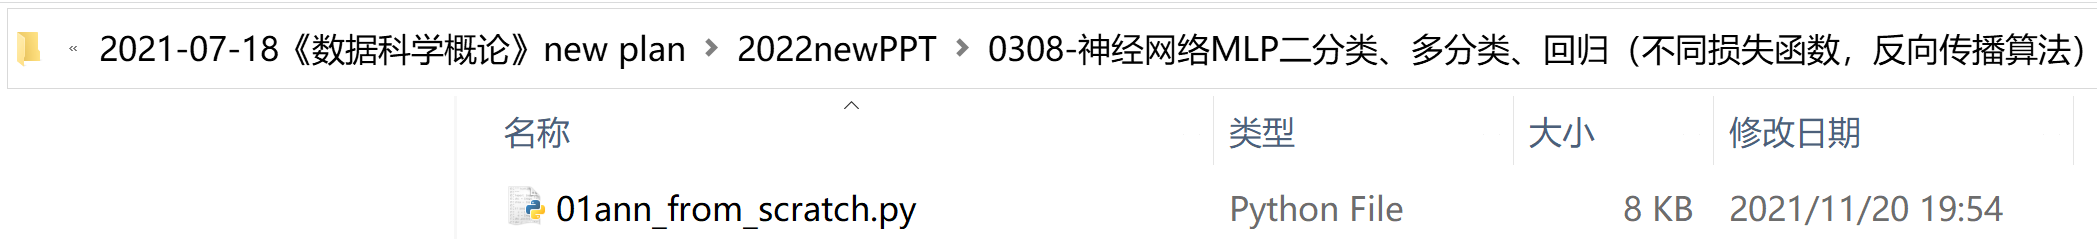 « 2021-07-18《数据科学概论》new plan > 2022newPPT > 0308-神经网络MLP二分类、多分类、回归（不同损失函数，反向传播算法）
名称 类型 大小 修改日期
01ann_from_scratch.py Python File 8 KB 2021/11/20 19:54